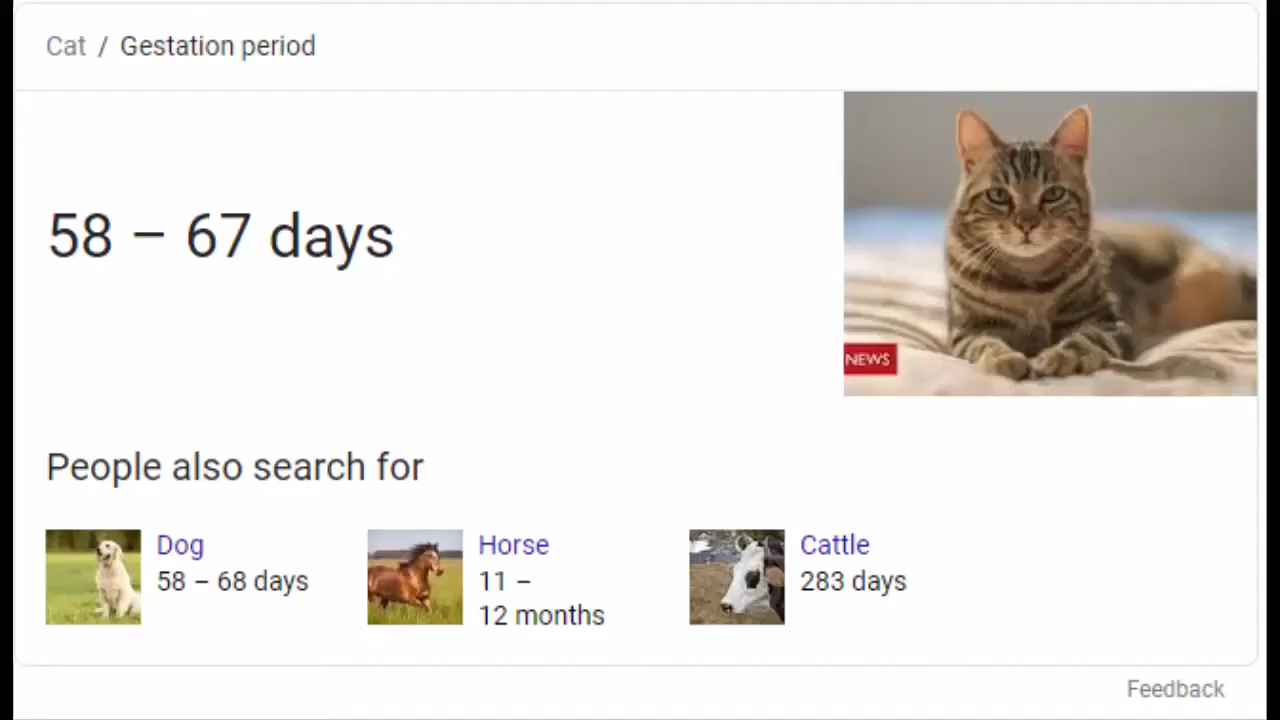 Cat / Gestation period
58 – 67 days
NEWS
People also search for
Dog
58 – 68 days
Horse
11 –
12 months
Cattle
283 days
Feedback